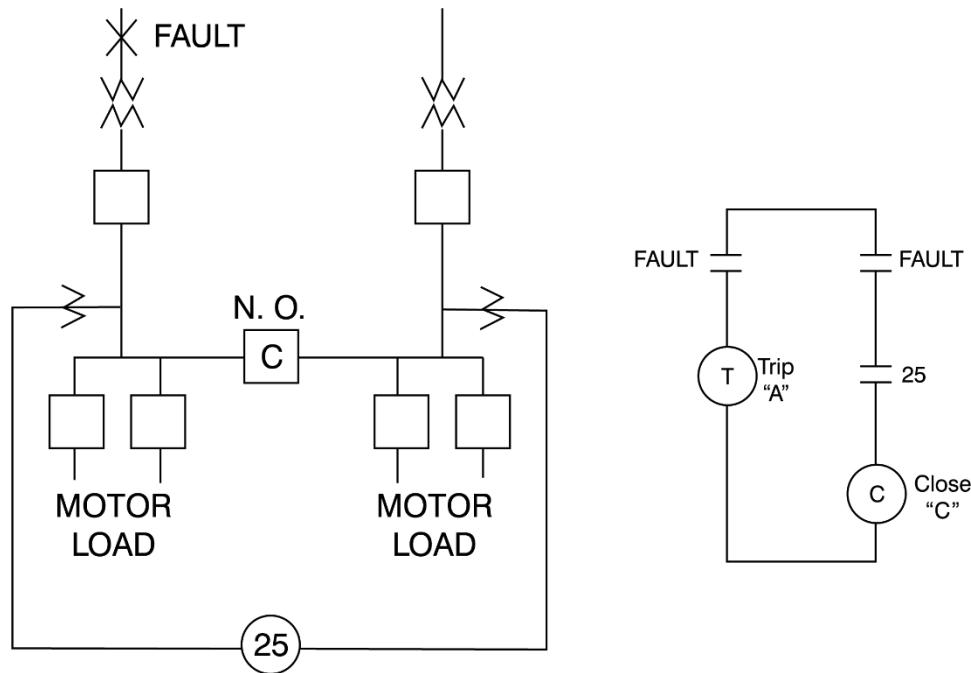 FAULT
N. O.
C
MOTOR
LOAD
MOTOR
LOAD
25
FAULT
FAULT
T
Trip
“A”
25
C
Close
“C”